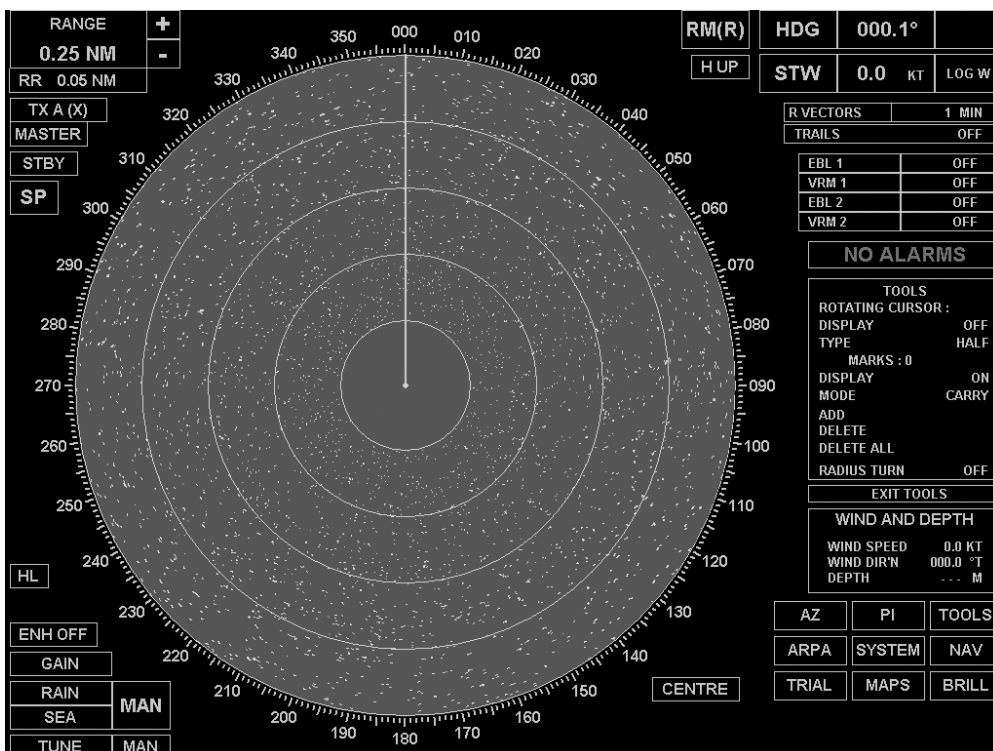 RANGE +
0.25 NM -
RR 0.05 NM
TX A (X)
MASTER
STBY
SP
HL
ENH OFF
GAIN
RAIN
SEA
MAN
TUNE MAN
000
010
020
030
040
050
060
070
080
090
100
110
120
130
140
150
160
170
180
190
200
210
220
230
240
250
260
270
280
290
300
310
320
330
340
350
RM(R)
H UP
CENTRE
HDG 000.1°
STW 0.0 KT LOG W
R VECTORS 1 MIN
TRAILS OFF
EBL 1 OFF
VRM 1 OFF
EBL 2 OFF
VRM 2 OFF
NO ALARMS
TOOLS
ROTATING CURSOR :
DISPLAY OFF
TYPE HALF
MARKS : 0
DISPLAY ON
MODE CARRY
ADD
DELETE
DELETE ALL
RADIUS TURN OFF
EXIT TOOLS
WIND AND DEPTH
WIND SPEED 0.0 KT
WIND DIR'N 000.0 °T
DEPTH - - - M
AZ PI TOOLS
ARPA SYSTEM NAV
TRIAL MAPS BRILL